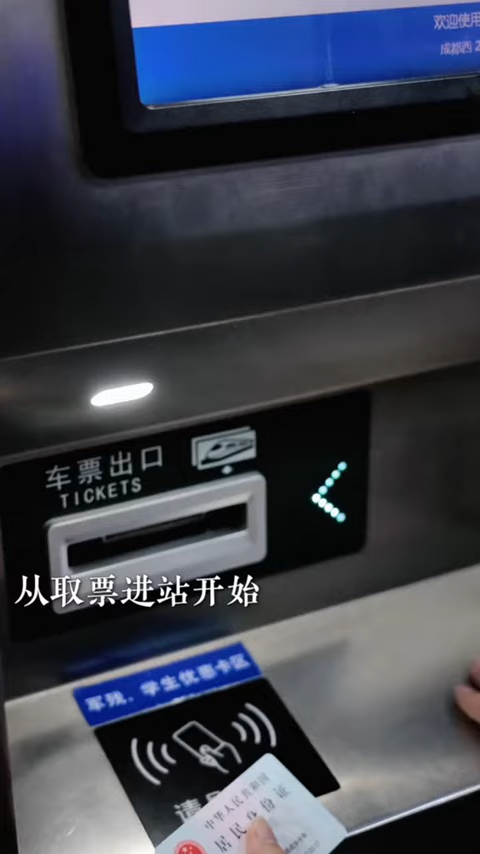 欢迎使用
成都西 2
车票出口
TICKETS
从取票进站开始
军残、学生优惠卡区
请
中华人民共和国
居民身份证